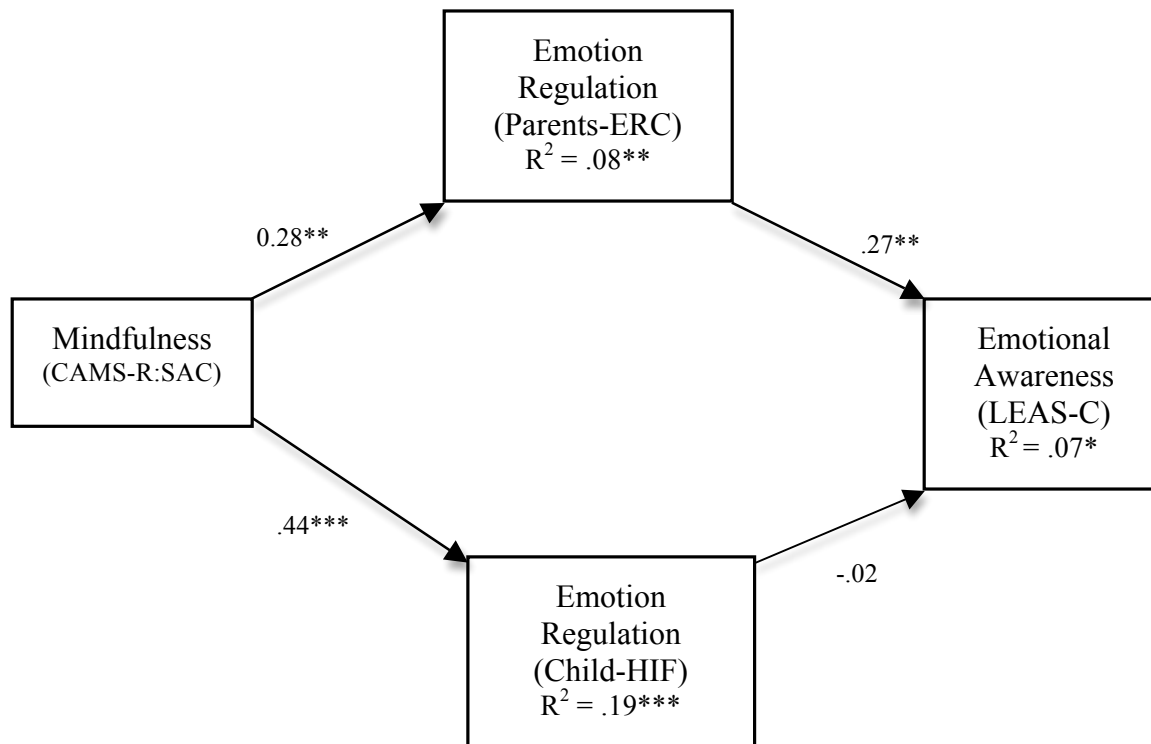 Emotion
Regulation
(Parents-ERC)
R² = .08**
0.28**
.27**
Mindfulness
(CAMS-R:SAC)
Emotional
Awareness
(LEAS-C)
R² = .07*
.44***
-.02
Emotion
Regulation
(Child-HIF)
R² = .19***